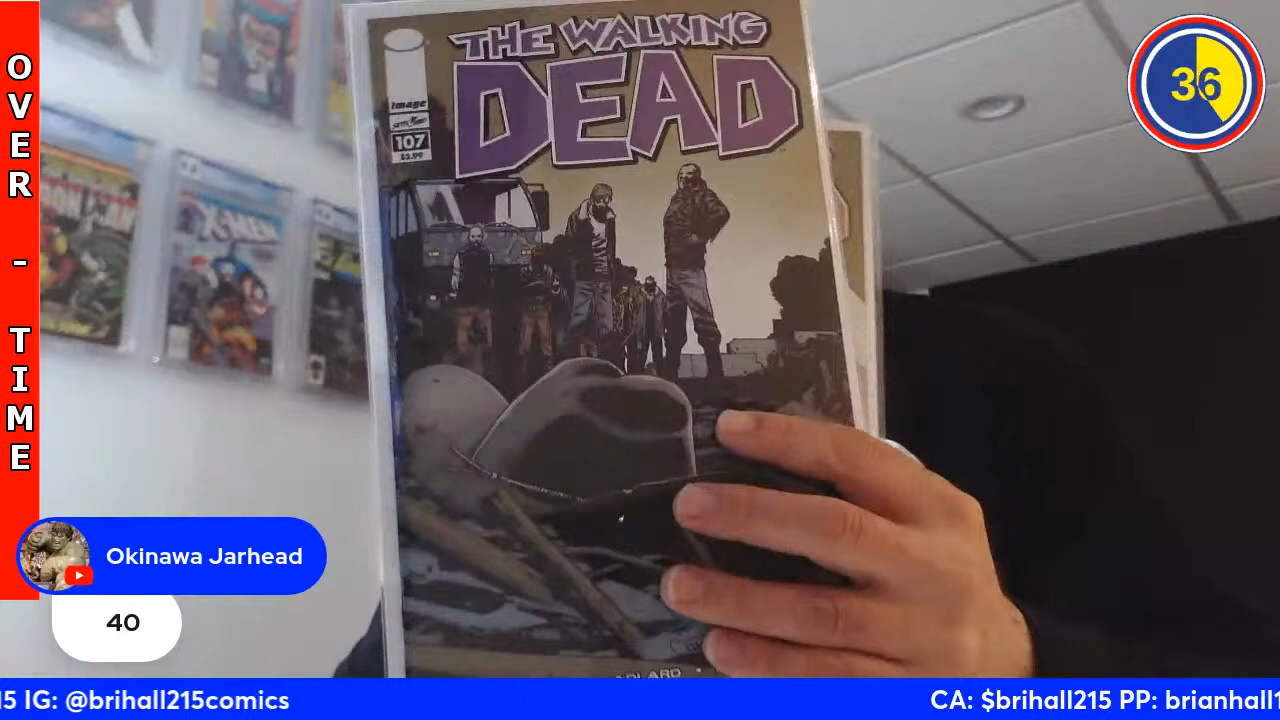 OVER - TIME
THE WALKING
DEAD
image
107
$2.99
36
X-MEN
Okinawa Jarhead
40
15 IG: @brihall215comics
CA: $brihall215 PP: brianhall1